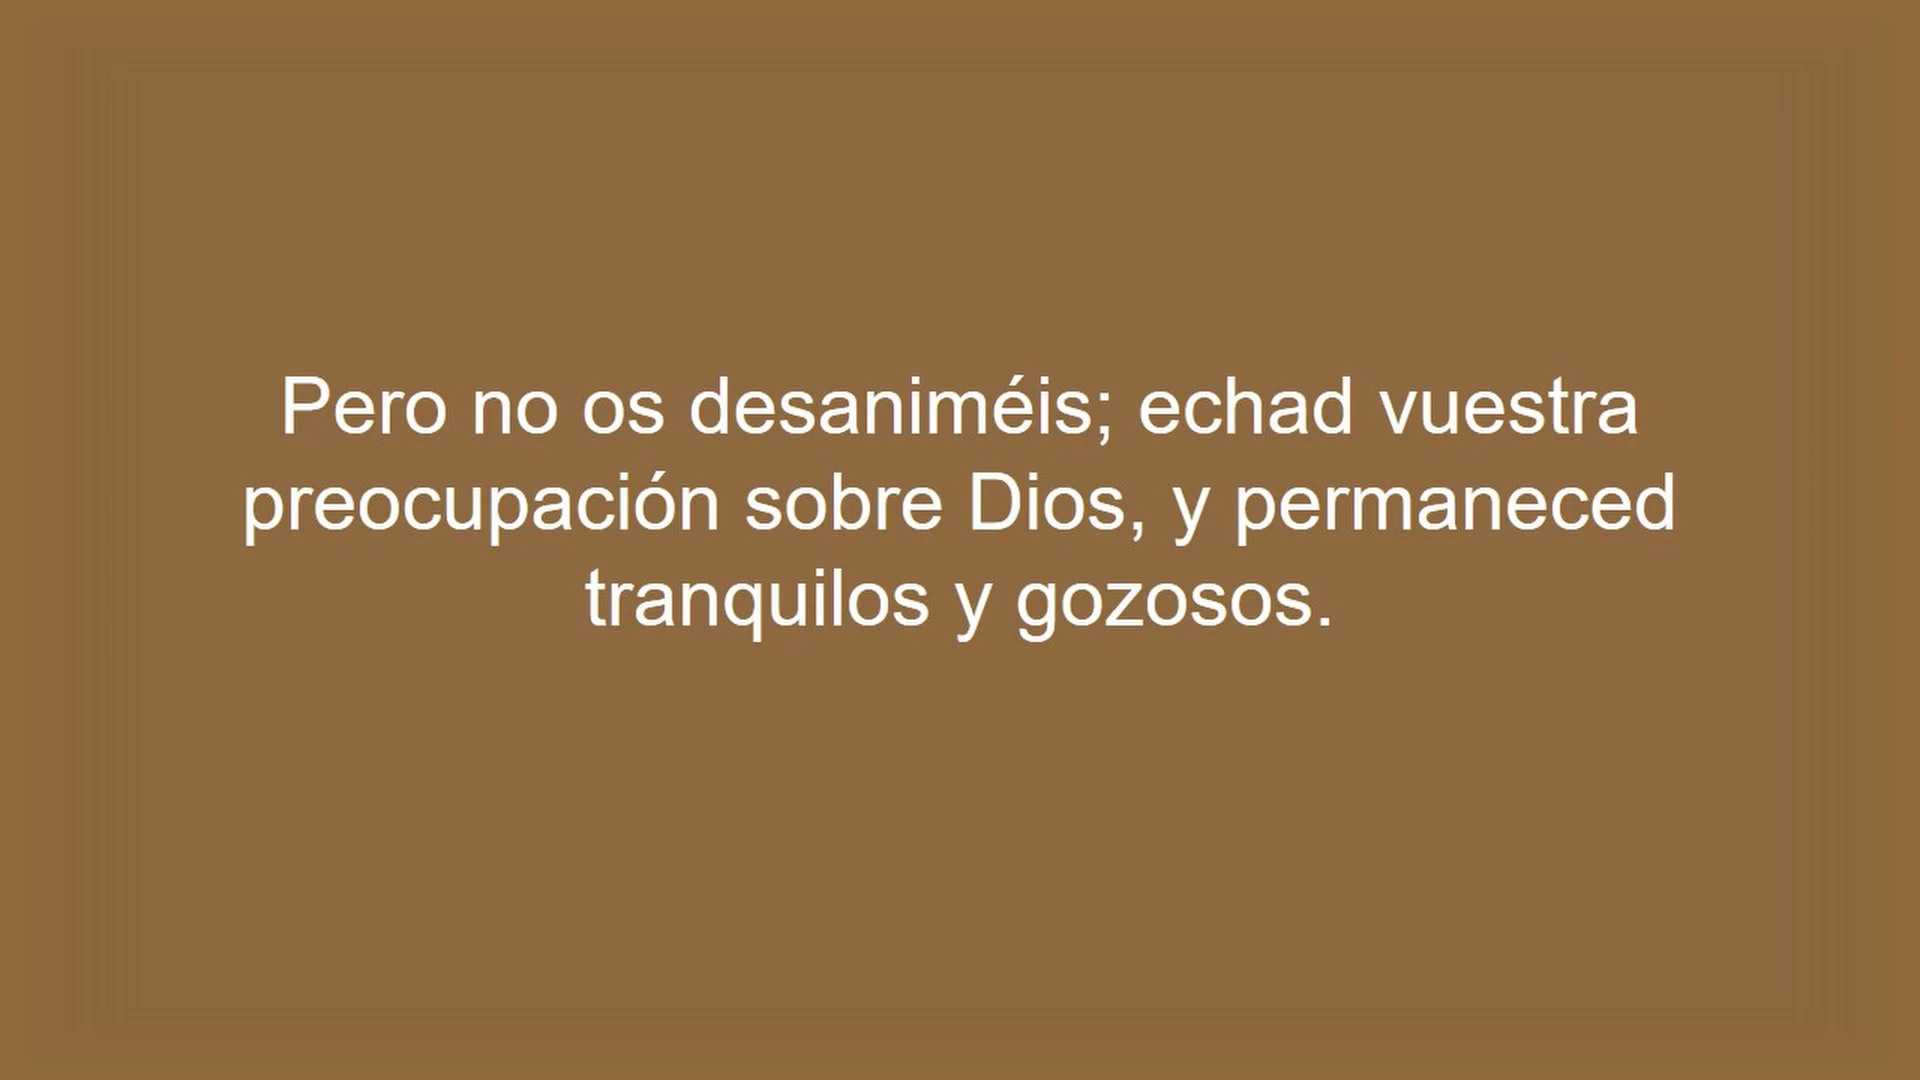 Pero no os desaniméis; echad vuestra
preocupación sobre Dios, y permaneced
tranquilos y gozosos.